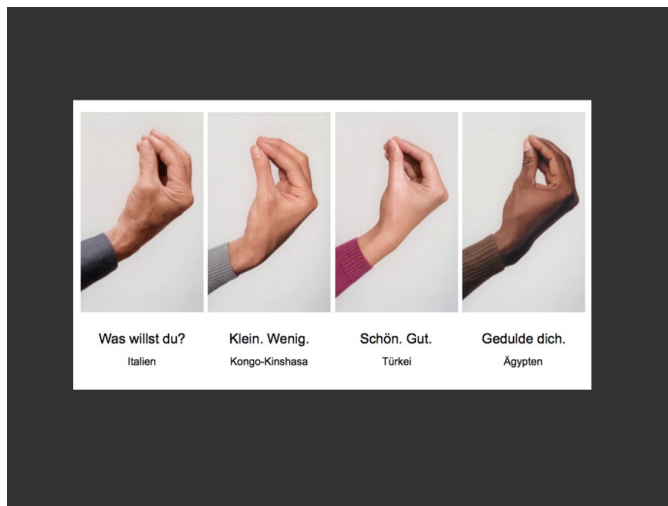 Was willst du?
Italien
Klein. Wenig.
Kongo-Kinshasa
Schön. Gut.
Türkei
Gedulde dich.
Ägypten